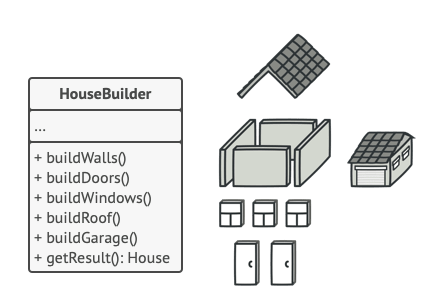 HouseBuilder
...
+ buildWalls()
+ buildDoors()
+ buildWindows()
+ buildRoof()
+ buildGarage()
+ getResult(): House